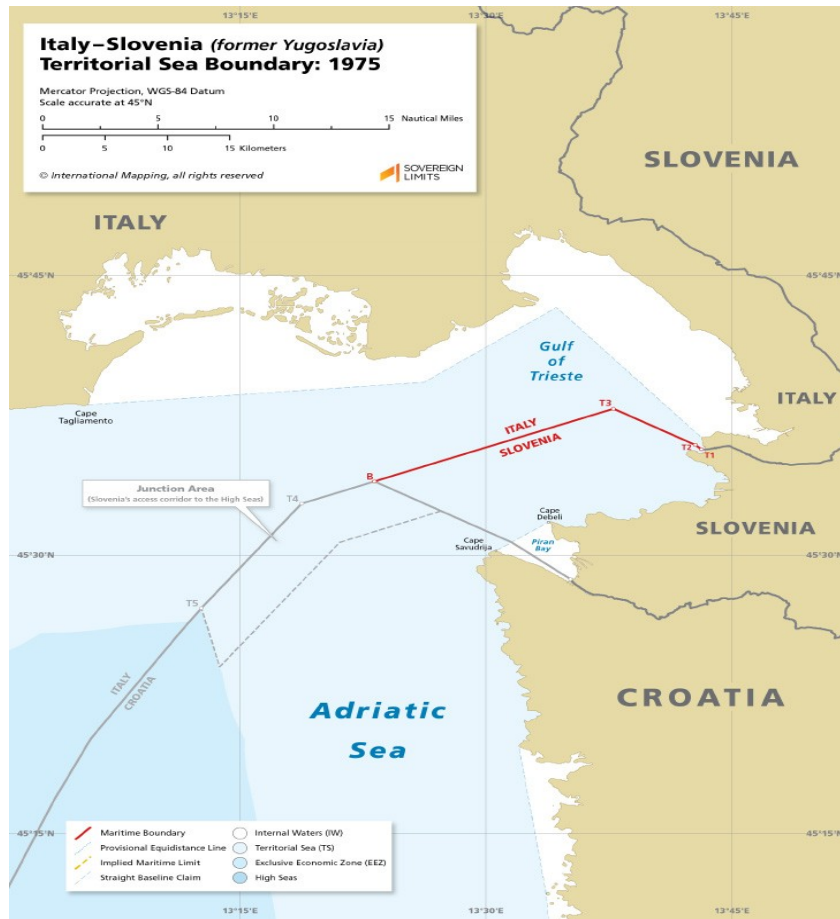 13°15'E
13°30'E
13°45'E
Italy–Slovenia (former Yugoslavia)
Territorial Sea Boundary: 1975
Mercator Projection, WGS-84 Datum
Scale accurate at 45°N
0 5 10 15 Nautical Miles
0 5 10 15 Kilometers
© International Mapping, all rights reserved
SOVEREIGN
LIMITS
SLOVENIA
ITALY
45°45'N
45°45'N
Gulf
of
Trieste
ITALY
Cape
Tagliamento
T3
ITALY
SLOVENIA
T2
T1
B
Junction Area
(Slovenia's access corridor to the High Seas)
T4
Cape
Debeli
SLOVENIA
Cape
Savudrija
Piran
Bay
45°30'N
45°30'N
T5
ITALY
CROATIA
CROATIA
Adriatic
Sea
45°15'N
45°15'N
Maritime Boundary
Provisional Equidistance Line
Implied Maritime Limit
Straight Baseline Claim
Internal Waters (IW)
Territorial Sea (TS)
Exclusive Economic Zone (EEZ)
High Seas
13°15'E
13°30'E
13°45'E